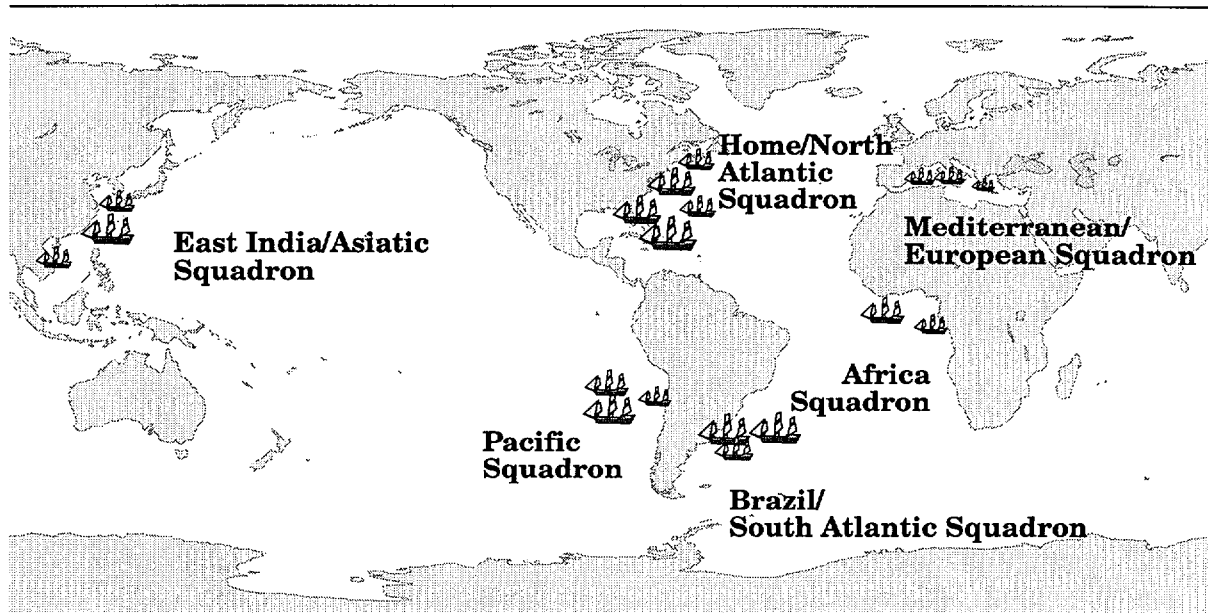 Home/North
Atlantic
Squadron
Mediterranean/
European Squadron
East India/Asiatic
Squadron
Africa
Squadron
Pacific
Squadron
Brazil/
South Atlantic Squadron